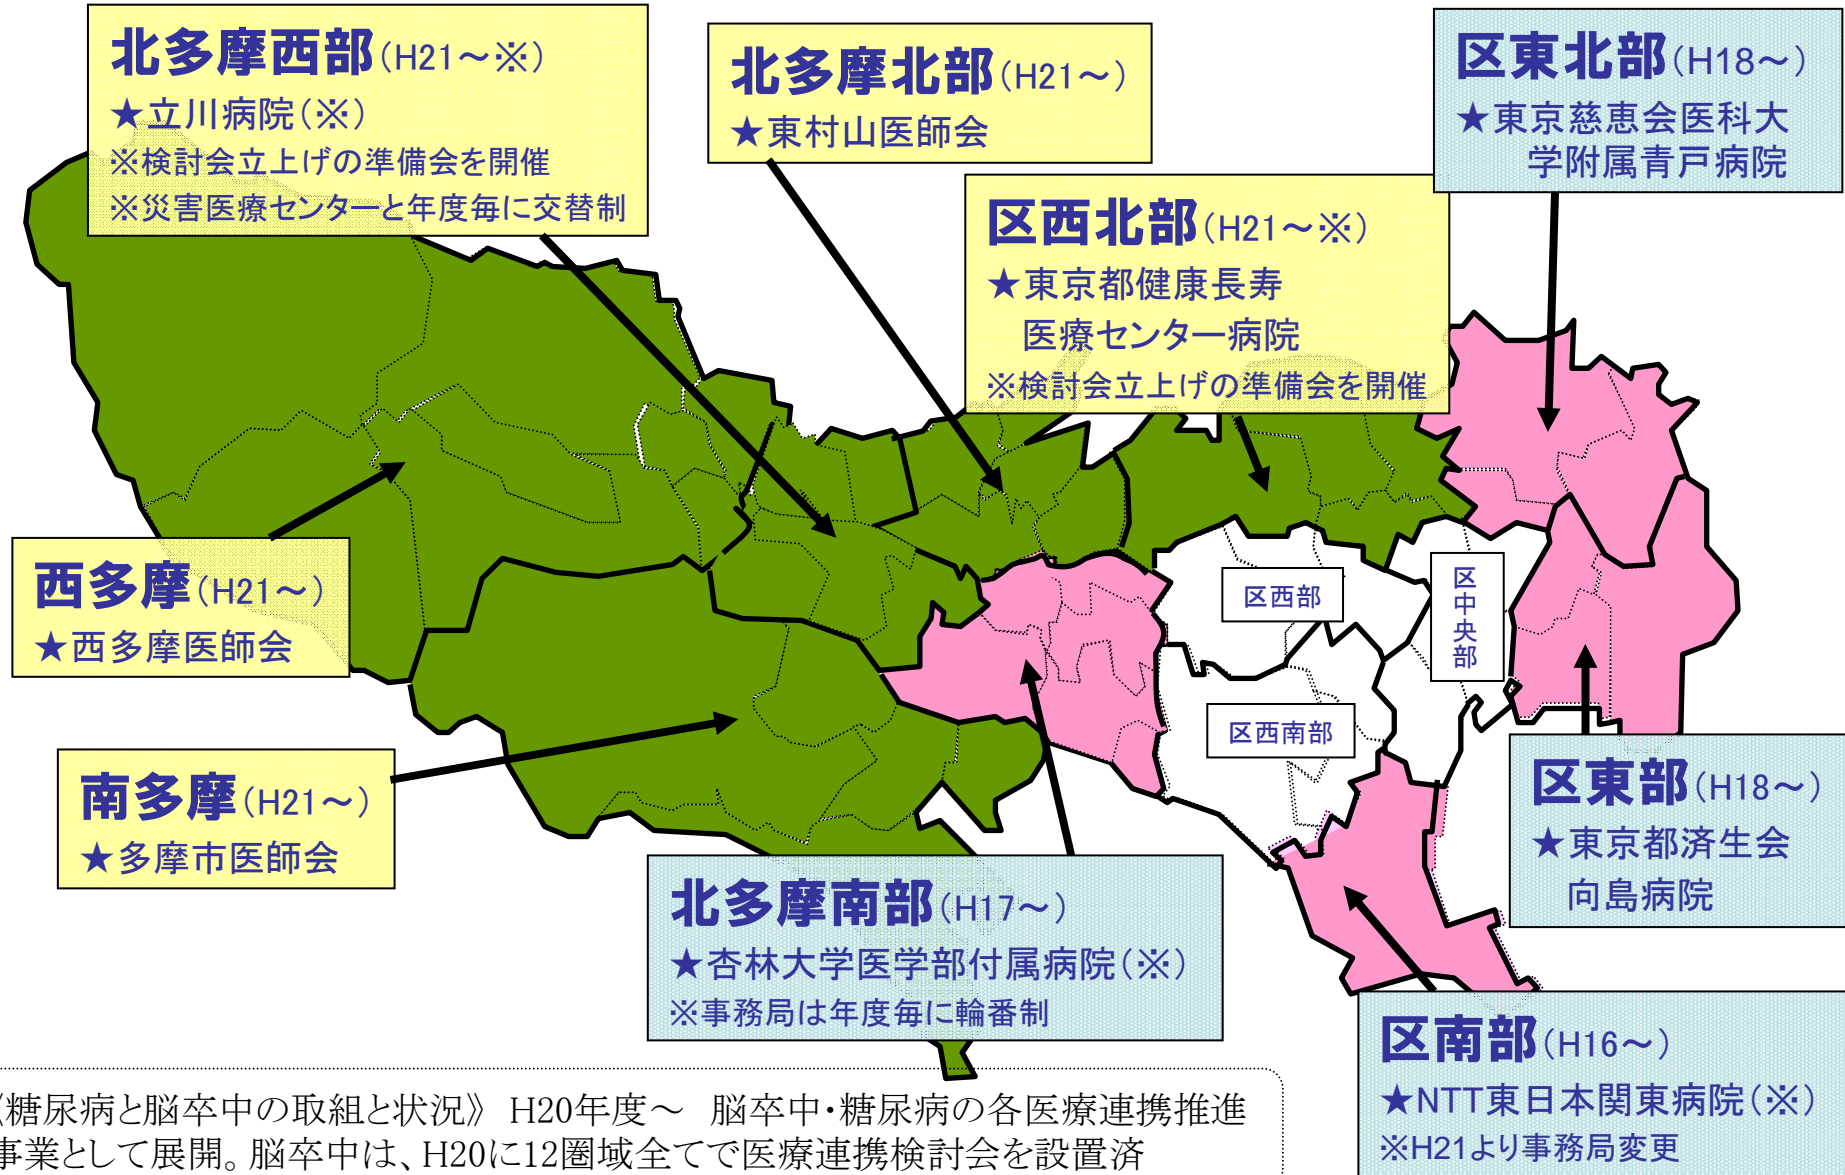 北多摩西部(H21～※)
★立川病院(※)
※検討会立上げの準備会を開催
※災害医療センターと年度毎に交替制
北多摩北部(H21～)
★東村山医師会
区東北部(H18～)
★東京慈恵会医科大
学附属青戸病院
区西北部(H21～※)
★東京都健康長寿
医療センター病院
※検討会立上げの準備会を開催
西多摩(H21～)
★西多摩医師会
区西部
区中央部
区西南部
南多摩(H21～)
★多摩市医師会
区東部(H18～)
★東京都済生会
向島病院
北多摩南部(H17～)
★杏林大学医学部付属病院(※)
※事務局は年度毎に輪番制
区南部(H16～)
★NTT東日本関東病院(※)
※H21より事務局変更
《糖尿病と脳卒中の取組と状況》 H20年度～ 脳卒中・糖尿病の各医療連携推進
事業として展開。脳卒中は、H20に12圏域全てで医療連携検討会を設置済